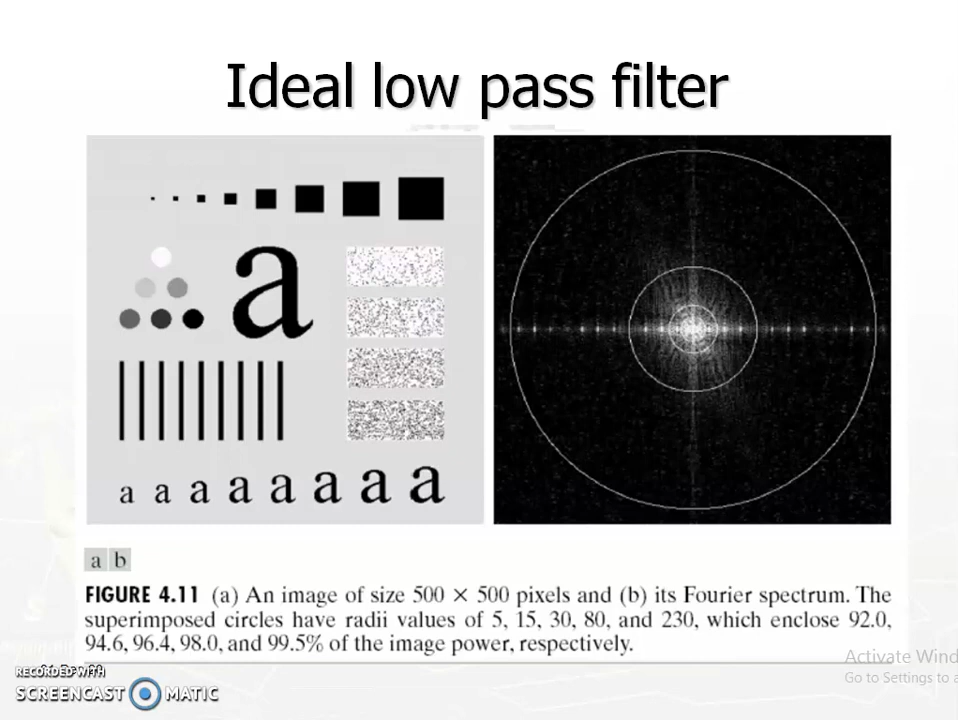 Ideal low pass filter
a
a a a a a a a a
a b
FIGURE 4.11 (a) An image of size 500 × 500 pixels and (b) its Fourier spectrum. The
superimposed circles have radii values of 5, 15, 30, 80, and 230, which enclose 92.0,
94.6, 96.4, 98.0, and 99.5% of the image power, respectively.
Activate Wind
Go to Settings to a
RECORDED WITH
SCREENCAST MATIC